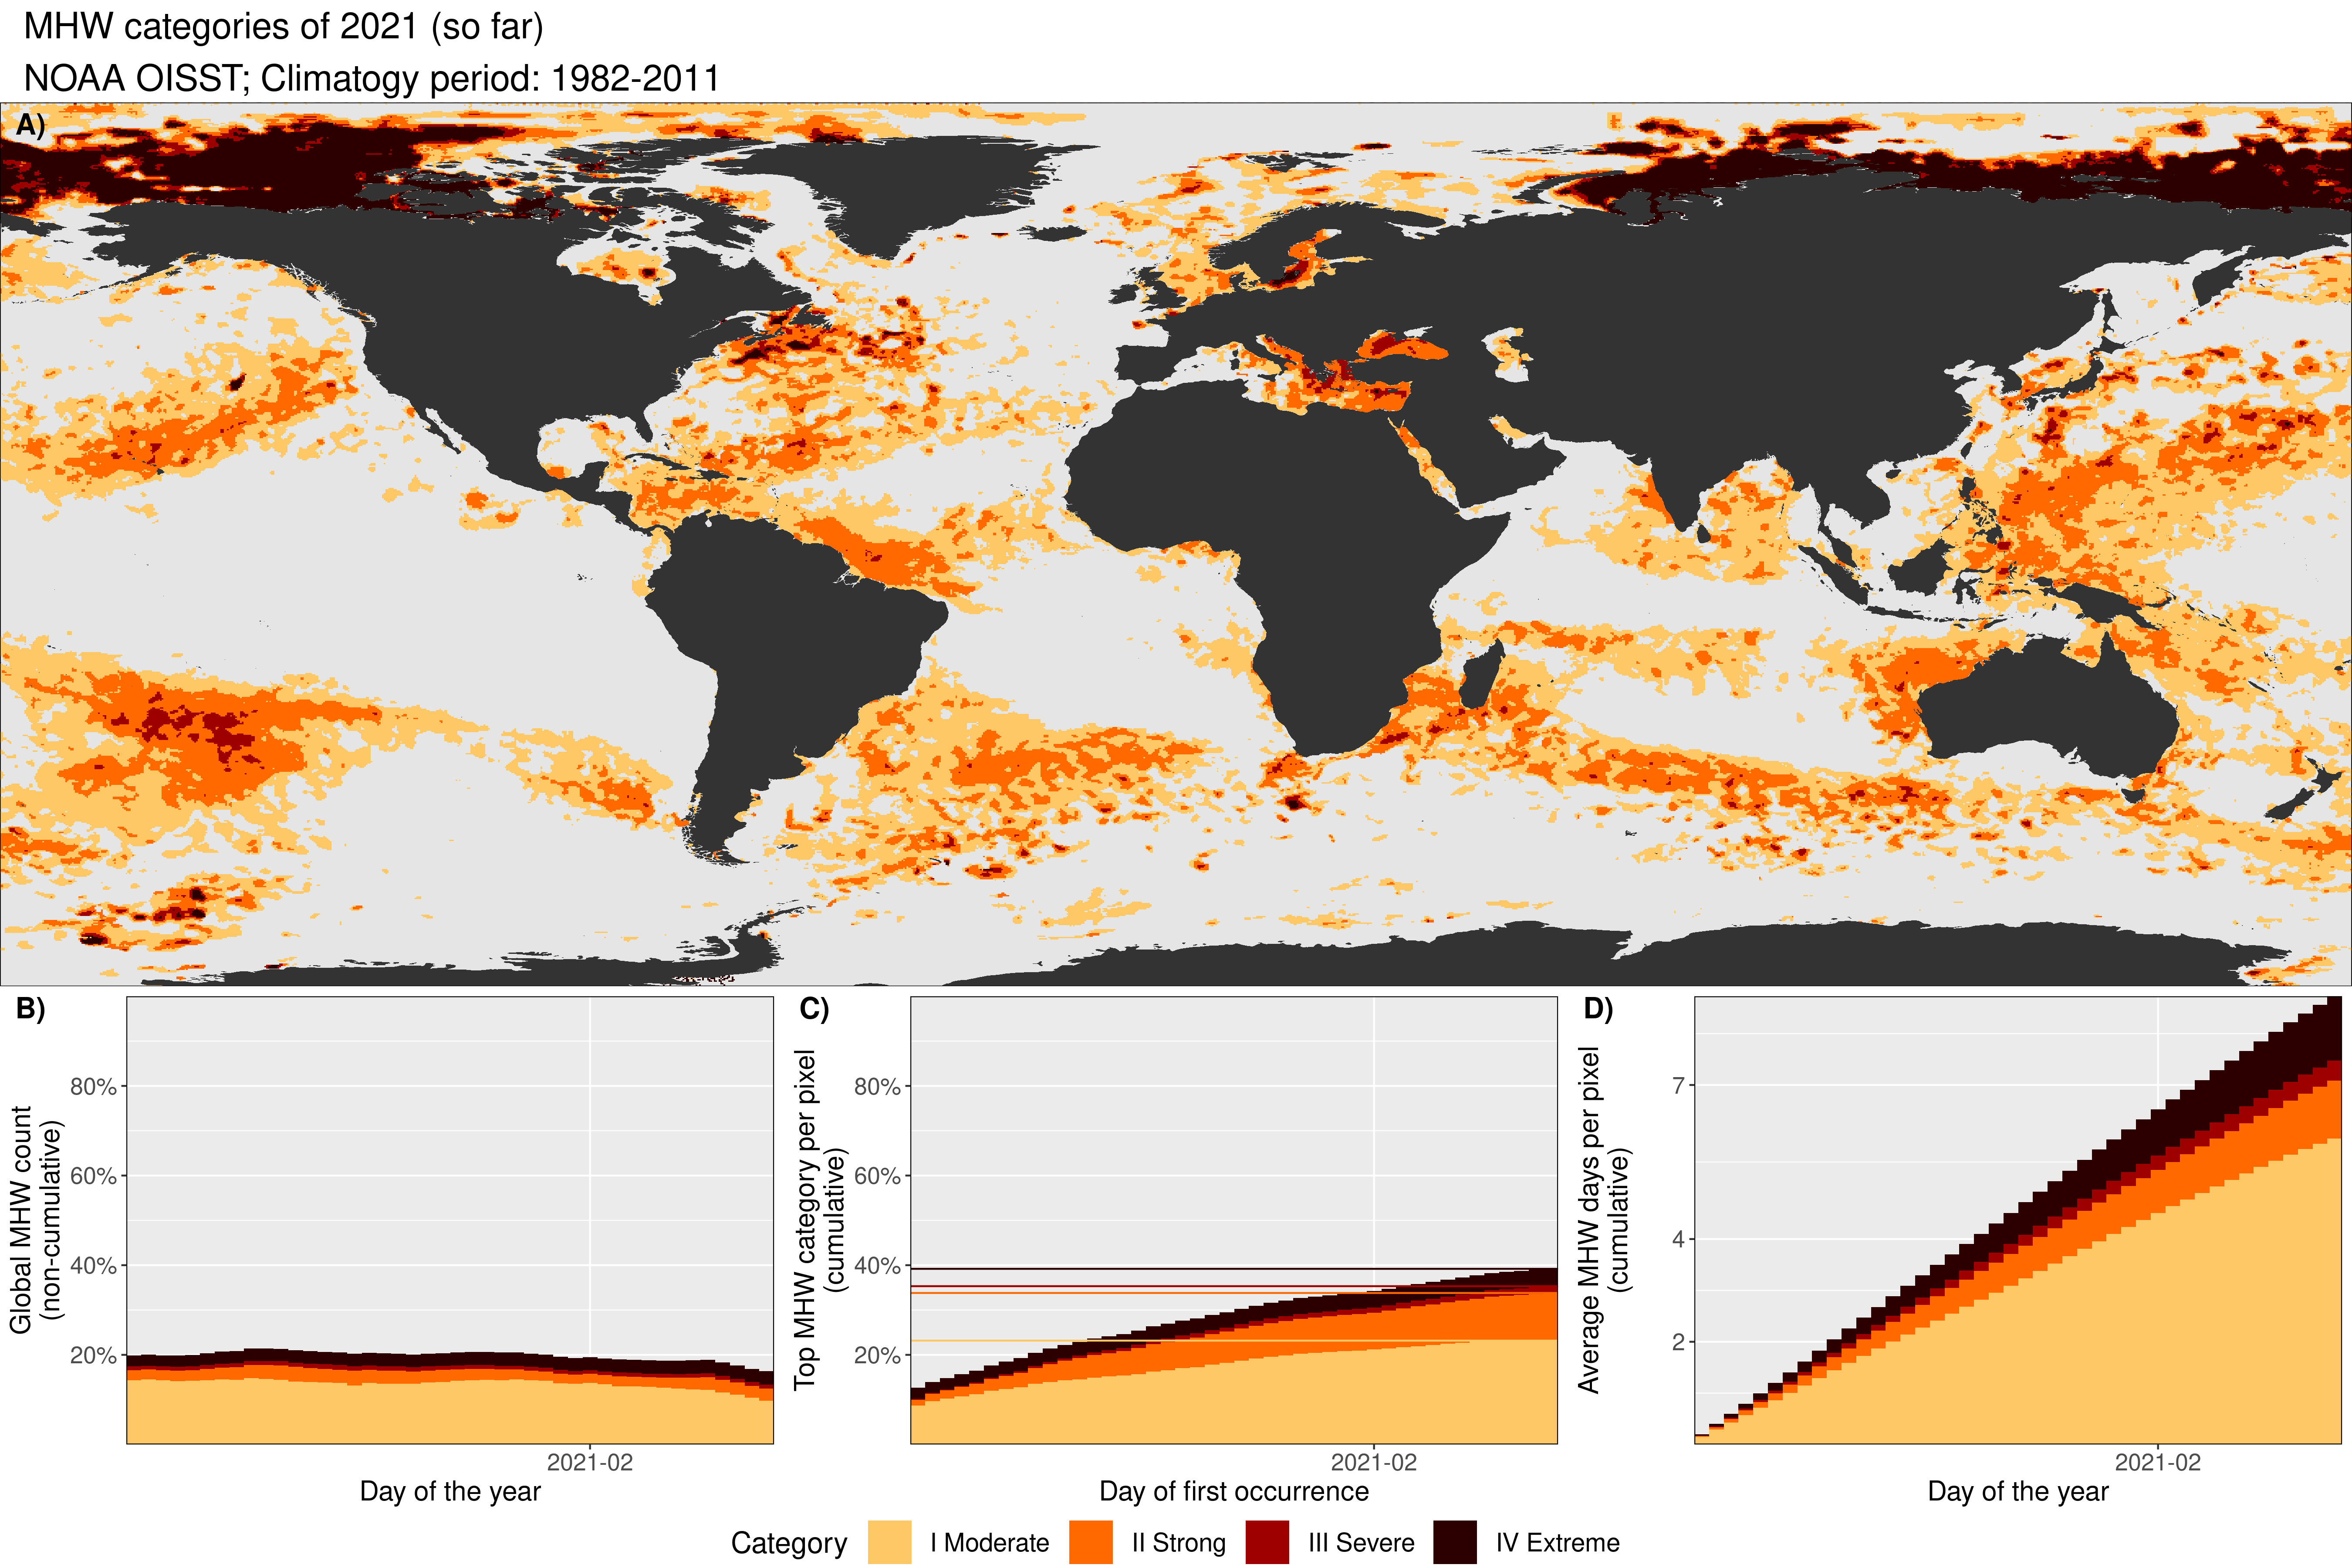 MHW categories of 2021 (so far)
NOAA OISST; Climatogy period: 1982-2011
A)
B)
Global MHW count
(non-cumulative)
80%
60%
40%
20%
2021-02
Day of the year
C)
Top MHW category per pixel
(cumulative)
80%
60%
40%
20%
2021-02
Day of first occurrence
D)
Average MHW days per pixel
(cumulative)
7
4
2
2021-02
Day of the year
Category I Moderate II Strong III Severe IV Extreme